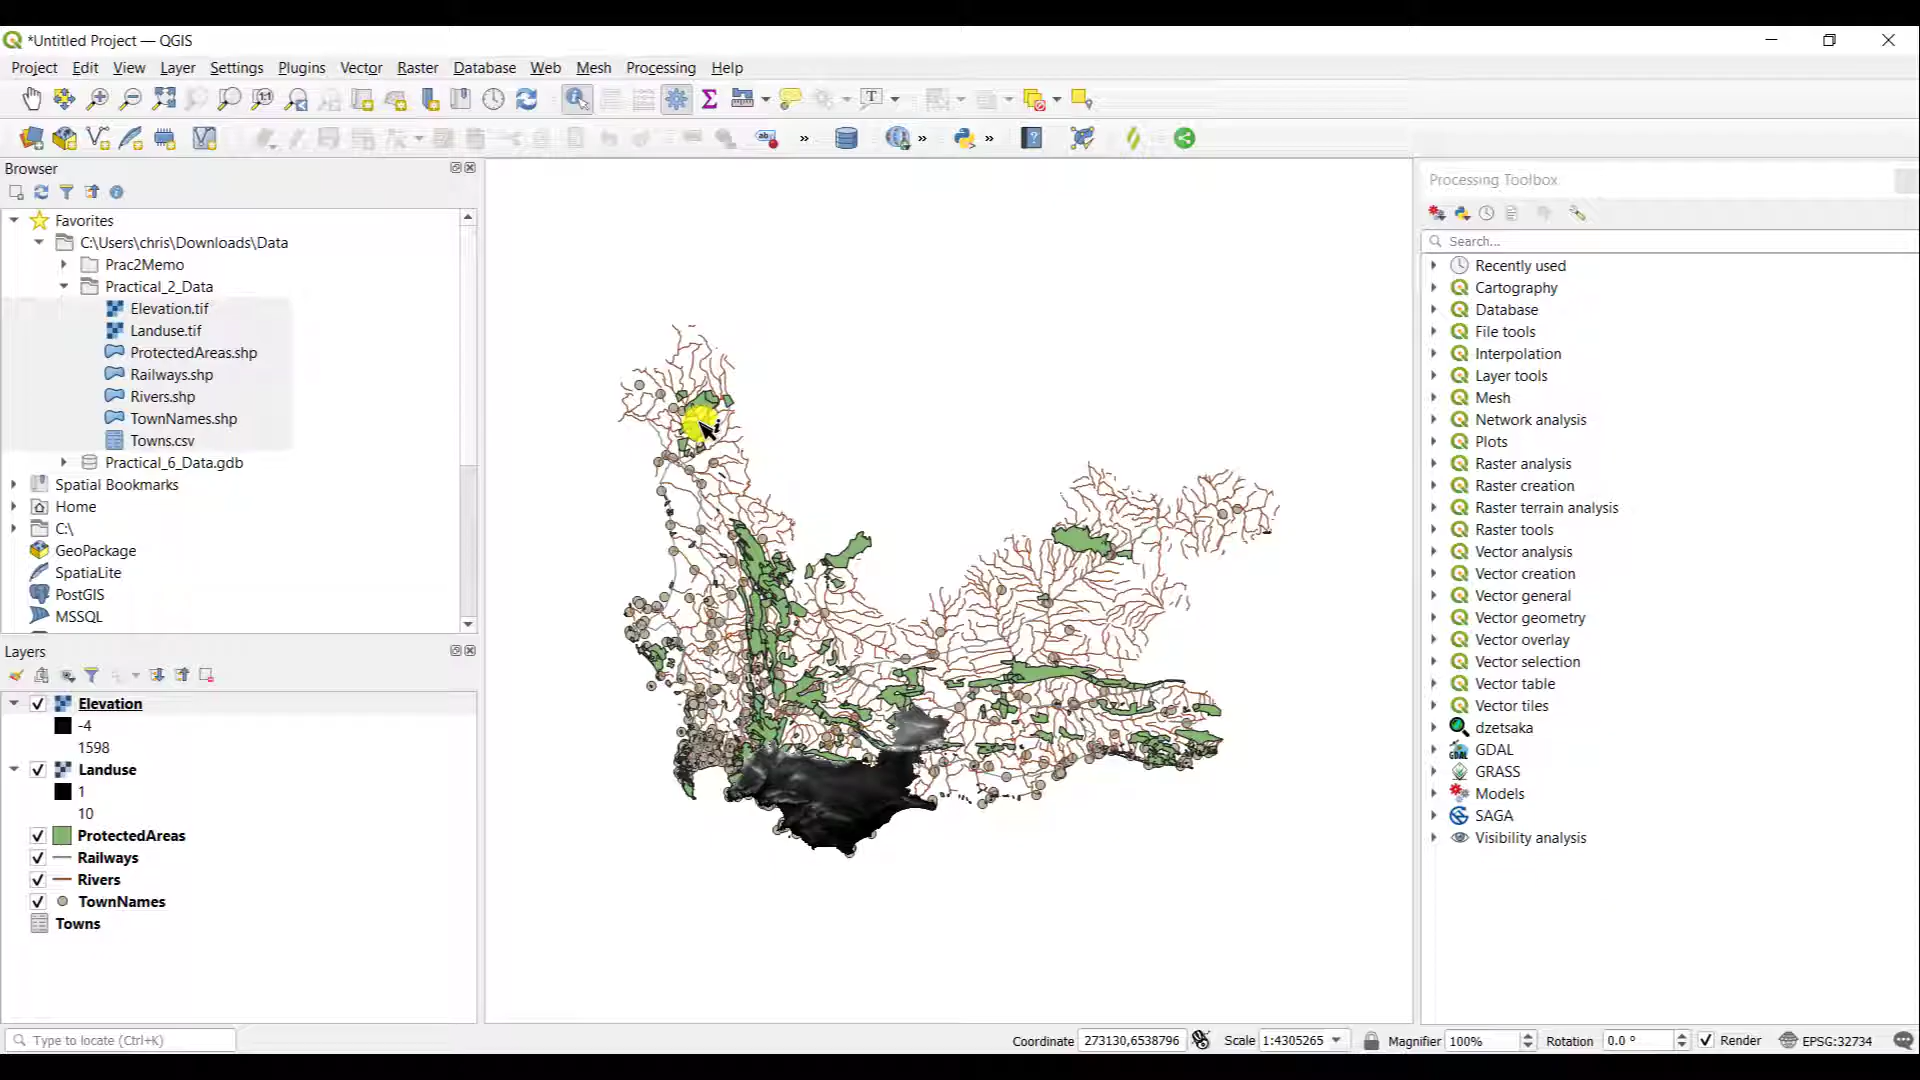 *Untitled Project — QGIS
Project Edit View Layer Settings Plugins Vector Raster Database Web Mesh Processing Help
Browser
Favorites
C:\Users\chris\Downloads\Data
Prac2Memo
Practical_2_Data
Elevation.tif
Landuse.tif
ProtectedAreas.shp
Railways.shp
Rivers.shp
TownNames.shp
Towns.csv
Practical_6_Data.gdb
Spatial Bookmarks
Home
C:\
GeoPackage
SpatiaLite
PostGIS
MSSQL
Layers
Elevation
-4
1598
Landuse
1
10
ProtectedAreas
Railways
Rivers
TownNames
Towns
Processing Toolbox
Search...
Recently used
Cartography
Database
File tools
Interpolation
Layer tools
Mesh
Network analysis
Plots
Raster analysis
Raster creation
Raster terrain analysis
Raster tools
Vector analysis
Vector creation
Vector general
Vector geometry
Vector overlay
Vector selection
Vector table
Vector tiles
dzetsaka
GDAL
GRASS
Models
SAGA
Visibility analysis
Type to locate (Ctrl+K)
Coordinate 273130,6538796 Scale 1:4305265 Magnifier 100% Rotation 0.0 ° Render EPSG:32734